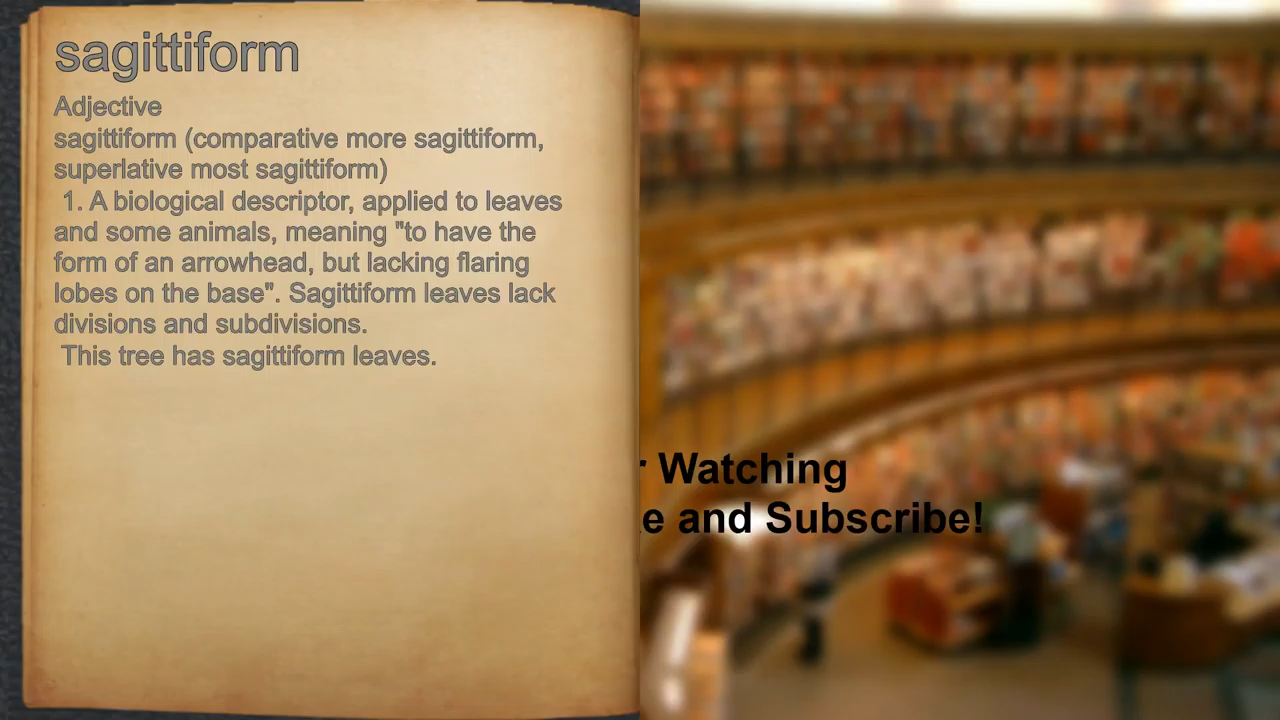 sagittiform
Adjective
sagittiform (comparative more sagittiform,
superlative most sagittiform)
1. A biological descriptor, applied to leaves
and some animals, meaning "to have the
form of an arrowhead, but lacking flaring
lobes on the base". Sagittiform leaves lack
divisions and subdivisions.
This tree has sagittiform leaves.
Watching
and Subscribe!